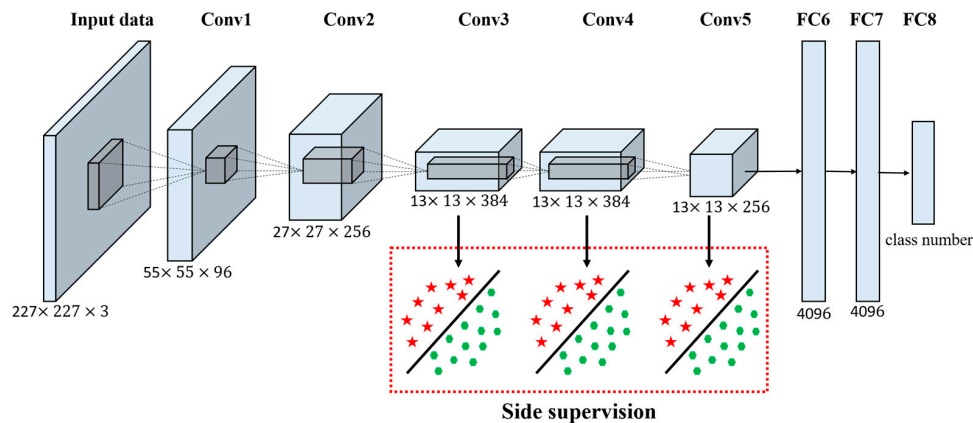 Input data
Conv1
Conv2
Conv3
Conv4
Conv5
FC6
FC7
FC8
227× 227 × 3
55× 55 × 96
27× 27 × 256
13× 13 × 384
13× 13 × 384
13× 13 × 256
4096
4096
class number
Side supervision